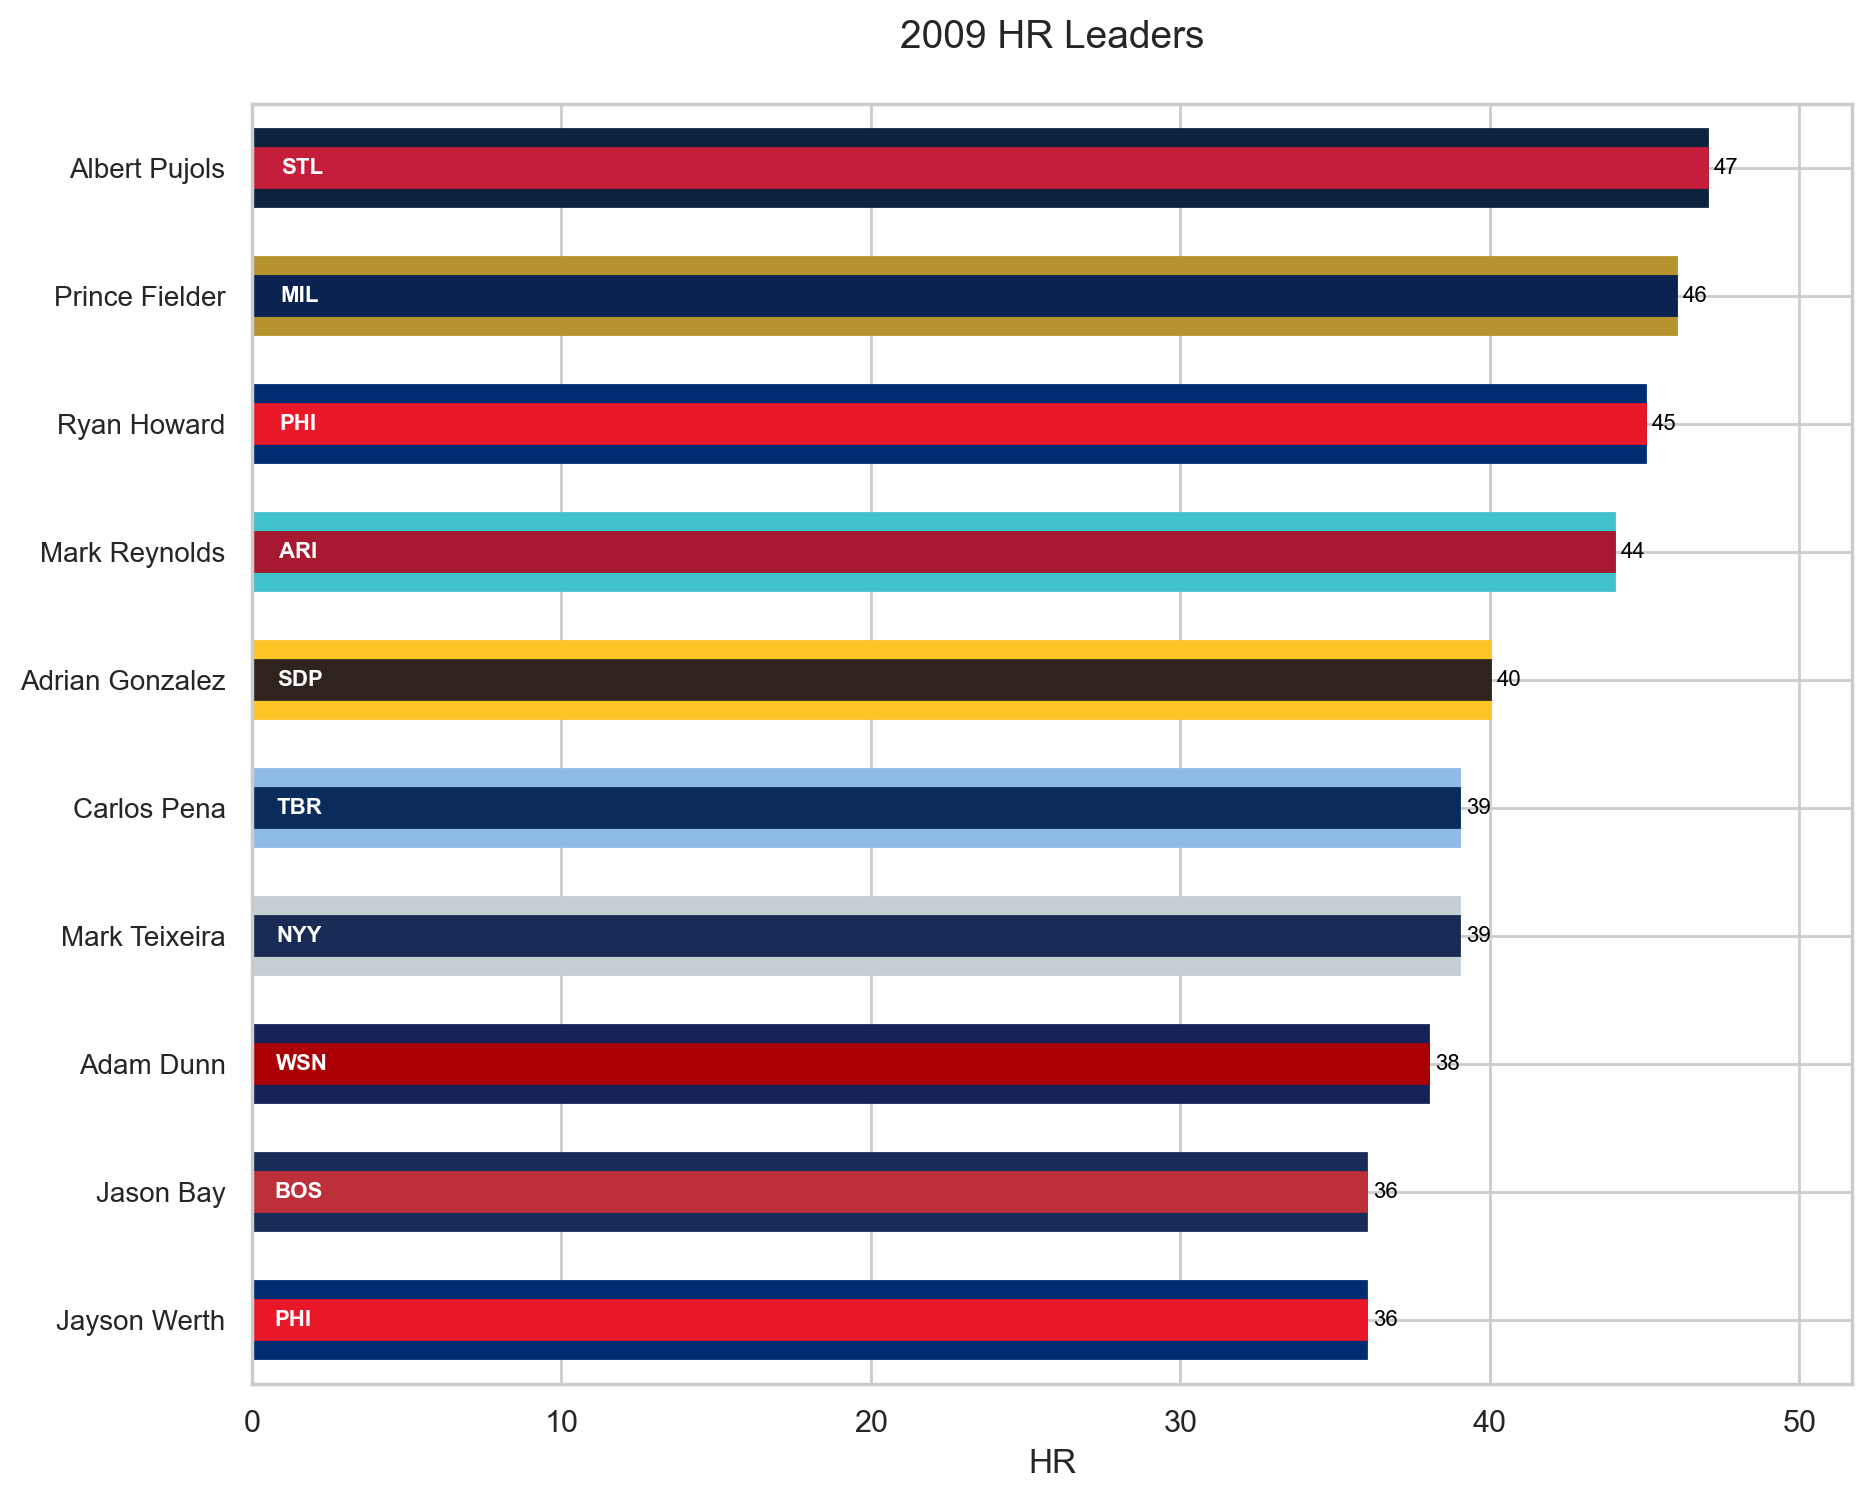 2009 HR Leaders
Albert Pujols STL 47
Prince Fielder MIL 46
Ryan Howard PHI 45
Mark Reynolds ARI 44
Adrian Gonzalez SDP 40
Carlos Pena TBR 39
Mark Teixeira NYY 39
Adam Dunn WSN 38
Jason Bay BOS 36
Jayson Werth PHI 36
0 10 20 30 40 50
HR